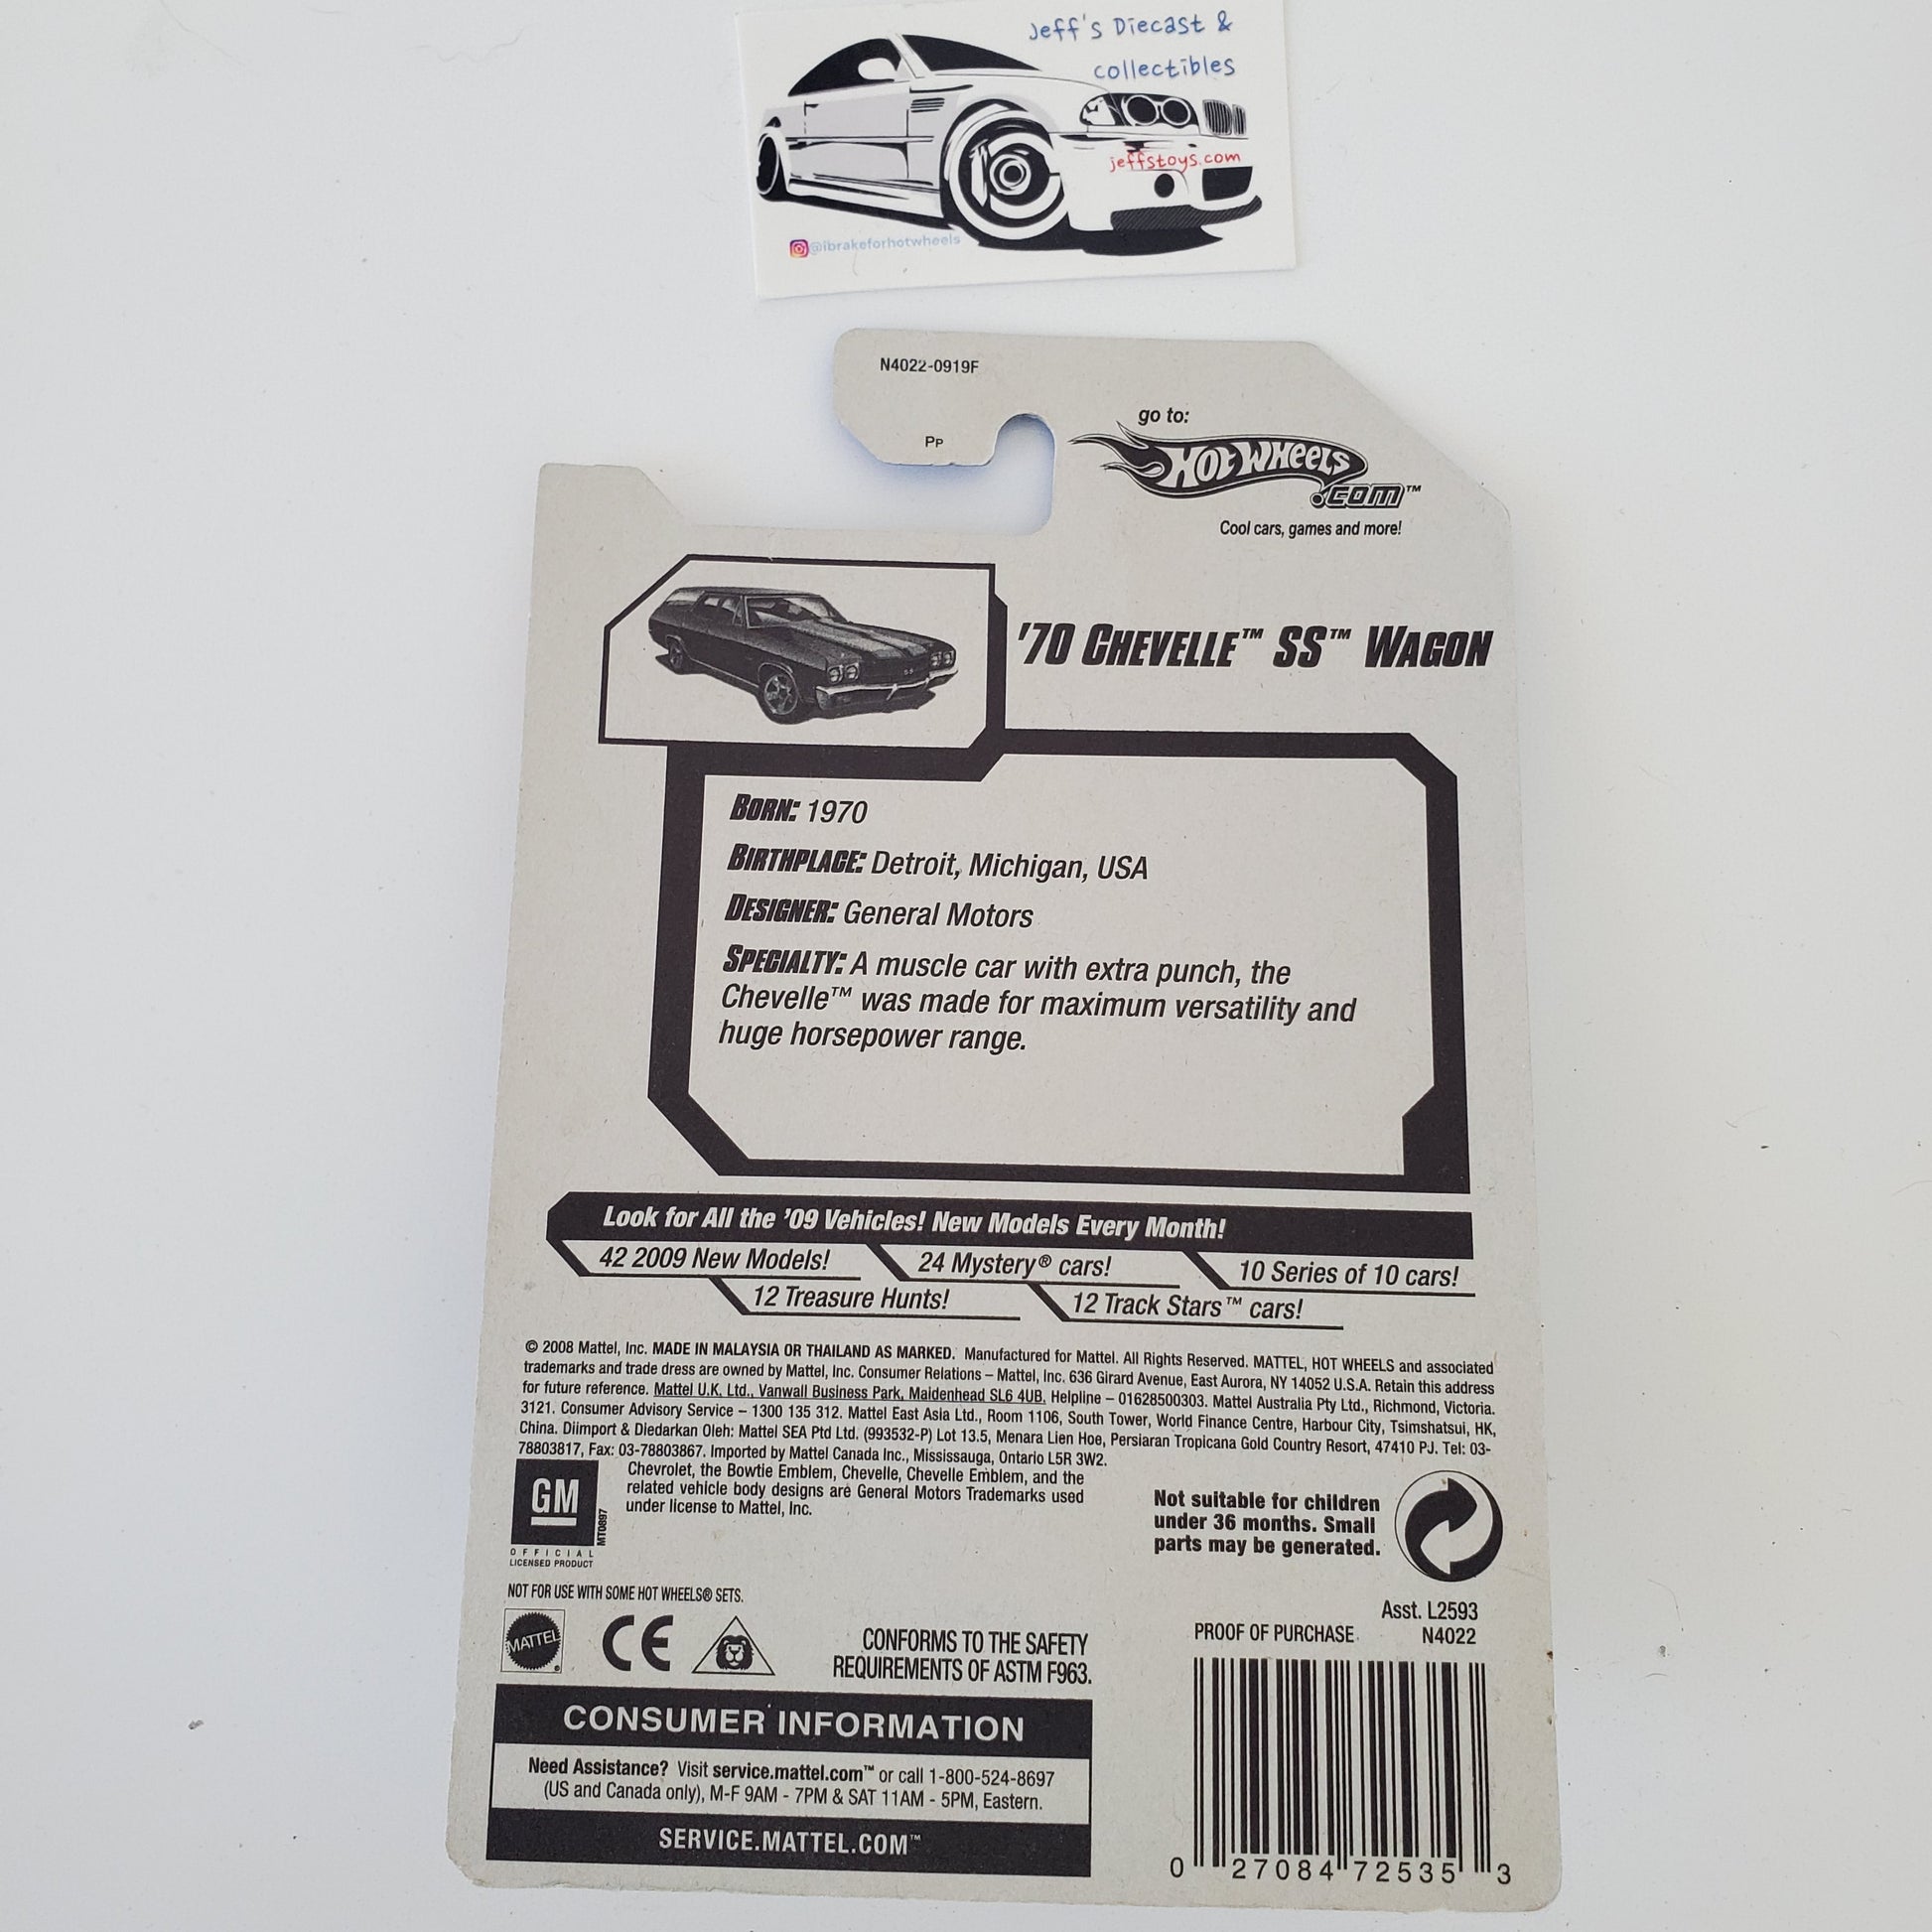 Jeff's Diecast &
collectibles
jeffstoys.com
@ibrakeforhotwheels
N4022-0919F
PP
go to:
Hot Wheels
.com™
Cool cars, games and more!
'70 CHEVELLE™ SS™ WAGON
BORN: 1970
BIRTHPLACE: Detroit, Michigan, USA
DESIGNER: General Motors
SPECIALTY: A muscle car with extra punch, the
Chevelle™ was made for maximum versatility and
huge horsepower range.
Look for All the '09 Vehicles! New Models Every Month!
42 2009 New Models!
24 Mystery® cars!
10 Series of 10 cars!
12 Treasure Hunts!
12 Track Stars™ cars!
© 2008 Mattel, Inc. MADE IN MALAYSIA OR THAILAND AS MARKED. Manufactured for Mattel. All Rights Reserved. MATTEL, HOT WHEELS and associated
trademarks and trade dress are owned by Mattel, Inc. Consumer Relations – Mattel, Inc. 636 Girard Avenue, East Aurora, NY 14052 U.S.A. Retain this address
for future reference. Mattel U.K. Ltd., Vanwall Business Park, Maidenhead SL6 4UB. Helpline – 01628500303. Mattel Australia Pty Ltd., Richmond, Victoria.
3121. Consumer Advisory Service – 1300 135 312. Mattel East Asia Ltd., Room 1106, South Tower, World Finance Centre, Harbour City, Tsimshatsui, HK,
China. Diimport & Diedarkan Oleh: Mattel SEA Ptd Ltd. (993532-P) Lot 13.5, Menara Lien Hoe, Persiaran Tropicana Gold Country Resort, 47410 PJ. Tel: 03-
78803817, Fax: 03-78803867. Imported by Mattel Canada Inc., Mississauga, Ontario L5R 3W2.
GM
OFFICIAL
LICENSED PRODUCT
MT0897
Chevrolet, the Bowtie Emblem, Chevelle, Chevelle Emblem, and the
related vehicle body designs are General Motors Trademarks used
under license to Mattel, Inc.
Not suitable for children
under 36 months. Small
parts may be generated.
NOT FOR USE WITH SOME HOT WHEELS® SETS.
MATTEL
CE
CONFORMS TO THE SAFETY
REQUIREMENTS OF ASTM F963.
Asst. L2593
PROOF OF PURCHASE N4022
CONSUMER INFORMATION
Need Assistance? Visit service.mattel.com™ or call 1-800-524-8697
(US and Canada only), M-F 9AM - 7PM & SAT 11AM - 5PM, Eastern.
SERVICE.MATTEL.COM™
0 27084 72535 3